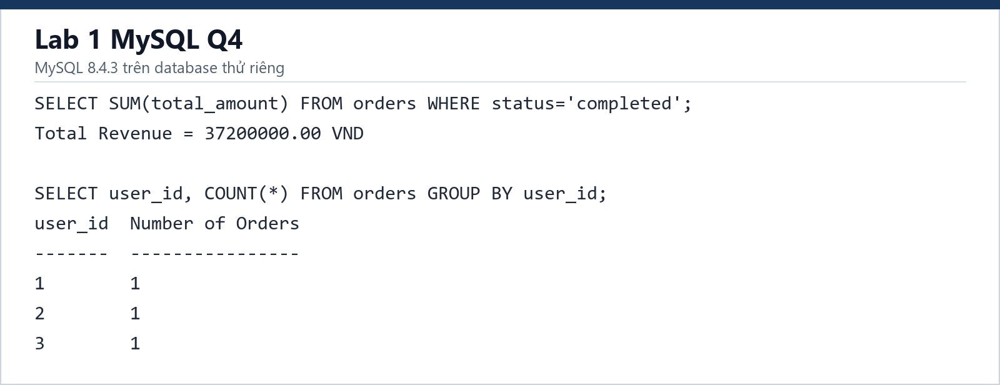 Lab 1 MySQL Q4
MySQL 8.4.3 trên database thử riêng
SELECT SUM(total_amount) FROM orders WHERE status='completed';
Total Revenue = 37200000.00 VND
SELECT user_id, COUNT(*) FROM orders GROUP BY user_id;
user_id  Number of Orders
-------  ----------------
1        1
2        1
3        1